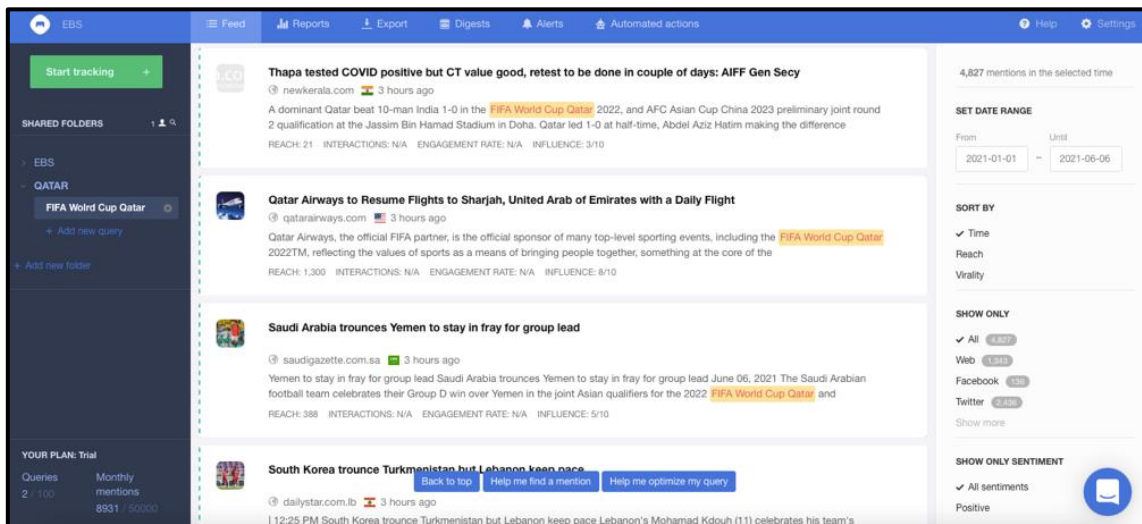 EBS
Feed
Reports
Export
Digests
Alerts
Automated actions
Help
Settings
Start tracking +
SHARED FOLDERS 1
EBS
QATAR
FIFA Wolrd Cup Qatar
+ Add new query
+ Add new folder
YOUR PLAN: Trial
Queries
2 / 100
Monthly
mentions
8931 / 50000
Thapa tested COVID positive but CT value good, retest to be done in couple of days: AIFF Gen Secy
newkerala.com 3 hours ago
A dominant Qatar beat 10-man India 1-0 in the FIFA World Cup Qatar 2022, and AFC Asian Cup China 2023 preliminary joint round
2 qualification at the Jassim Bin Hamad Stadium in Doha. Qatar led 1-0 at half-time, Abdel Aziz Hatim making the difference
REACH: 21 INTERACTIONS: N/A ENGAGEMENT RATE: N/A INFLUENCE: 3/10
Qatar Airways to Resume Flights to Sharjah, United Arab of Emirates with a Daily Flight
qatarairways.com 3 hours ago
Qatar Airways, the official FIFA partner, is the official sponsor of many top-level sporting events, including the FIFA World Cup Qatar
2022TM, reflecting the values of sports as a means of bringing people together, something at the core of the
REACH: 1,300 INTERACTIONS: N/A ENGAGEMENT RATE: N/A INFLUENCE: 8/10
Saudi Arabia trounces Yemen to stay in fray for group lead
saudigazette.com.sa 3 hours ago
Yemen to stay in fray for group lead Saudi Arabia trounces Yemen to stay in fray for group lead June 06, 2021 The Saudi Arabian
football team celebrates their Group D win over Yemen in the joint Asian qualifiers for the 2022 FIFA World Cup Qatar and
REACH: 388 INTERACTIONS: N/A ENGAGEMENT RATE: N/A INFLUENCE: 5/10
South Korea trounce Turkmenistan but Lebanon keep pace
Back to top
Help me find a mention
Help me optimize my query
dailystar.com.lb 3 hours ago
| 12:25 PM South Korea trounce Turkmenistan but Lebanon keep pace Lebanon's Mohamad Kdouh (11) celebrates his team's
4,827 mentions in the selected time
SET DATE RANGE
From Until
2021-01-01 – 2021-06-06
SORT BY
Time
Reach
Virality
SHOW ONLY
All 4,827
Web 1,343
Facebook 136
Twitter 2,436
Show more
SHOW ONLY SENTIMENT
All sentiments
Positive